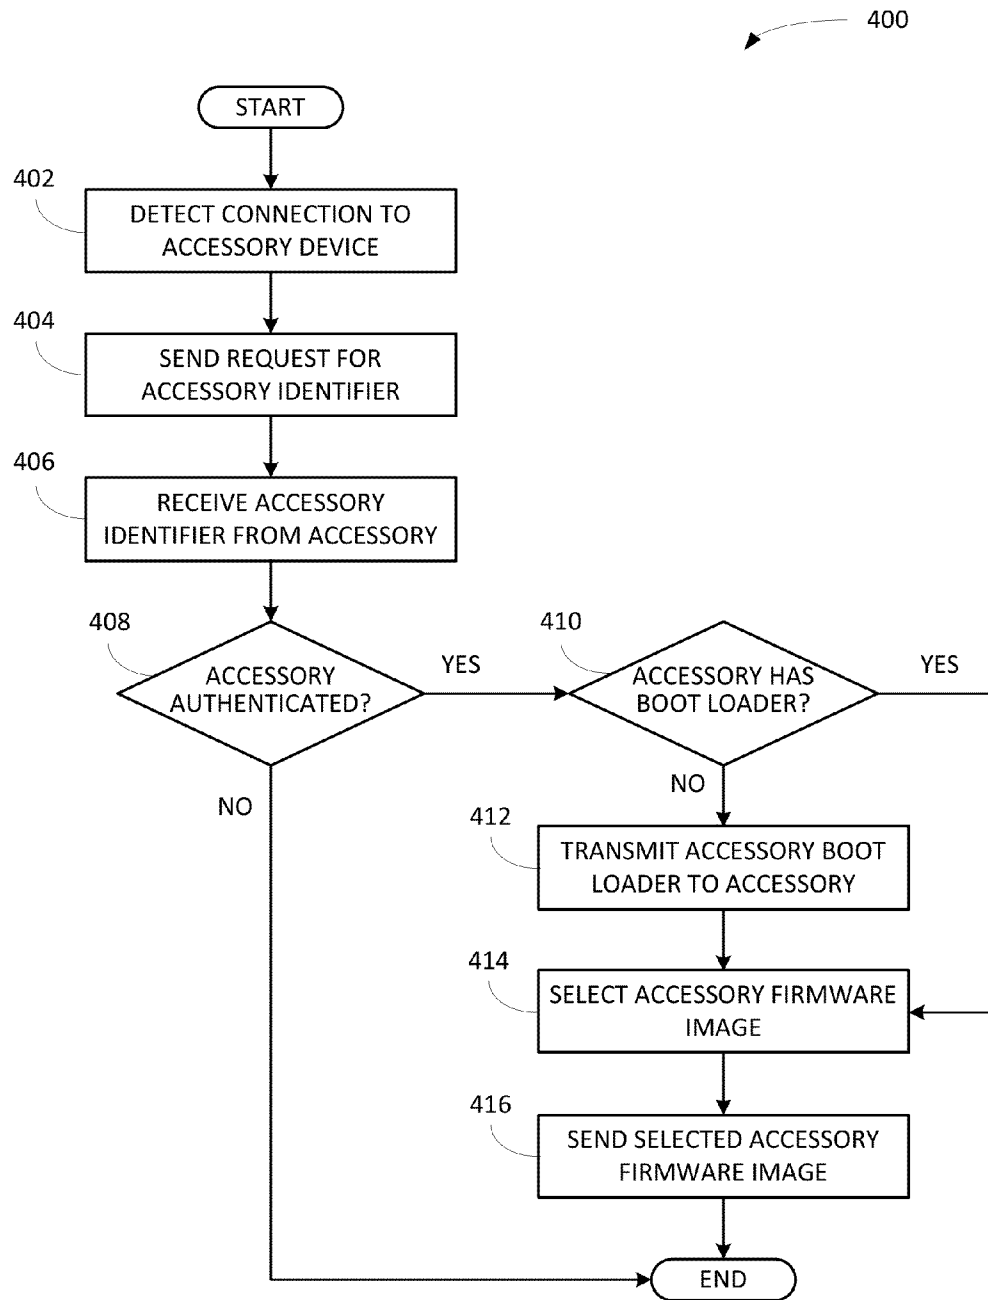 400
START
402
DETECT CONNECTION TO
ACCESSORY DEVICE
404
SEND REQUEST FOR
ACCESSORY IDENTIFIER
406
RECEIVE ACCESSORY
IDENTIFIER FROM ACCESSORY
408
ACCESSORY
AUTHENTICATED?
YES
NO
410
ACCESSORY HAS
BOOT LOADER?
YES
NO
412
TRANSMIT ACCESSORY BOOT
LOADER TO ACCESSORY
414
SELECT ACCESSORY FIRMWARE
IMAGE
416
SEND SELECTED ACCESSORY
FIRMWARE IMAGE
END